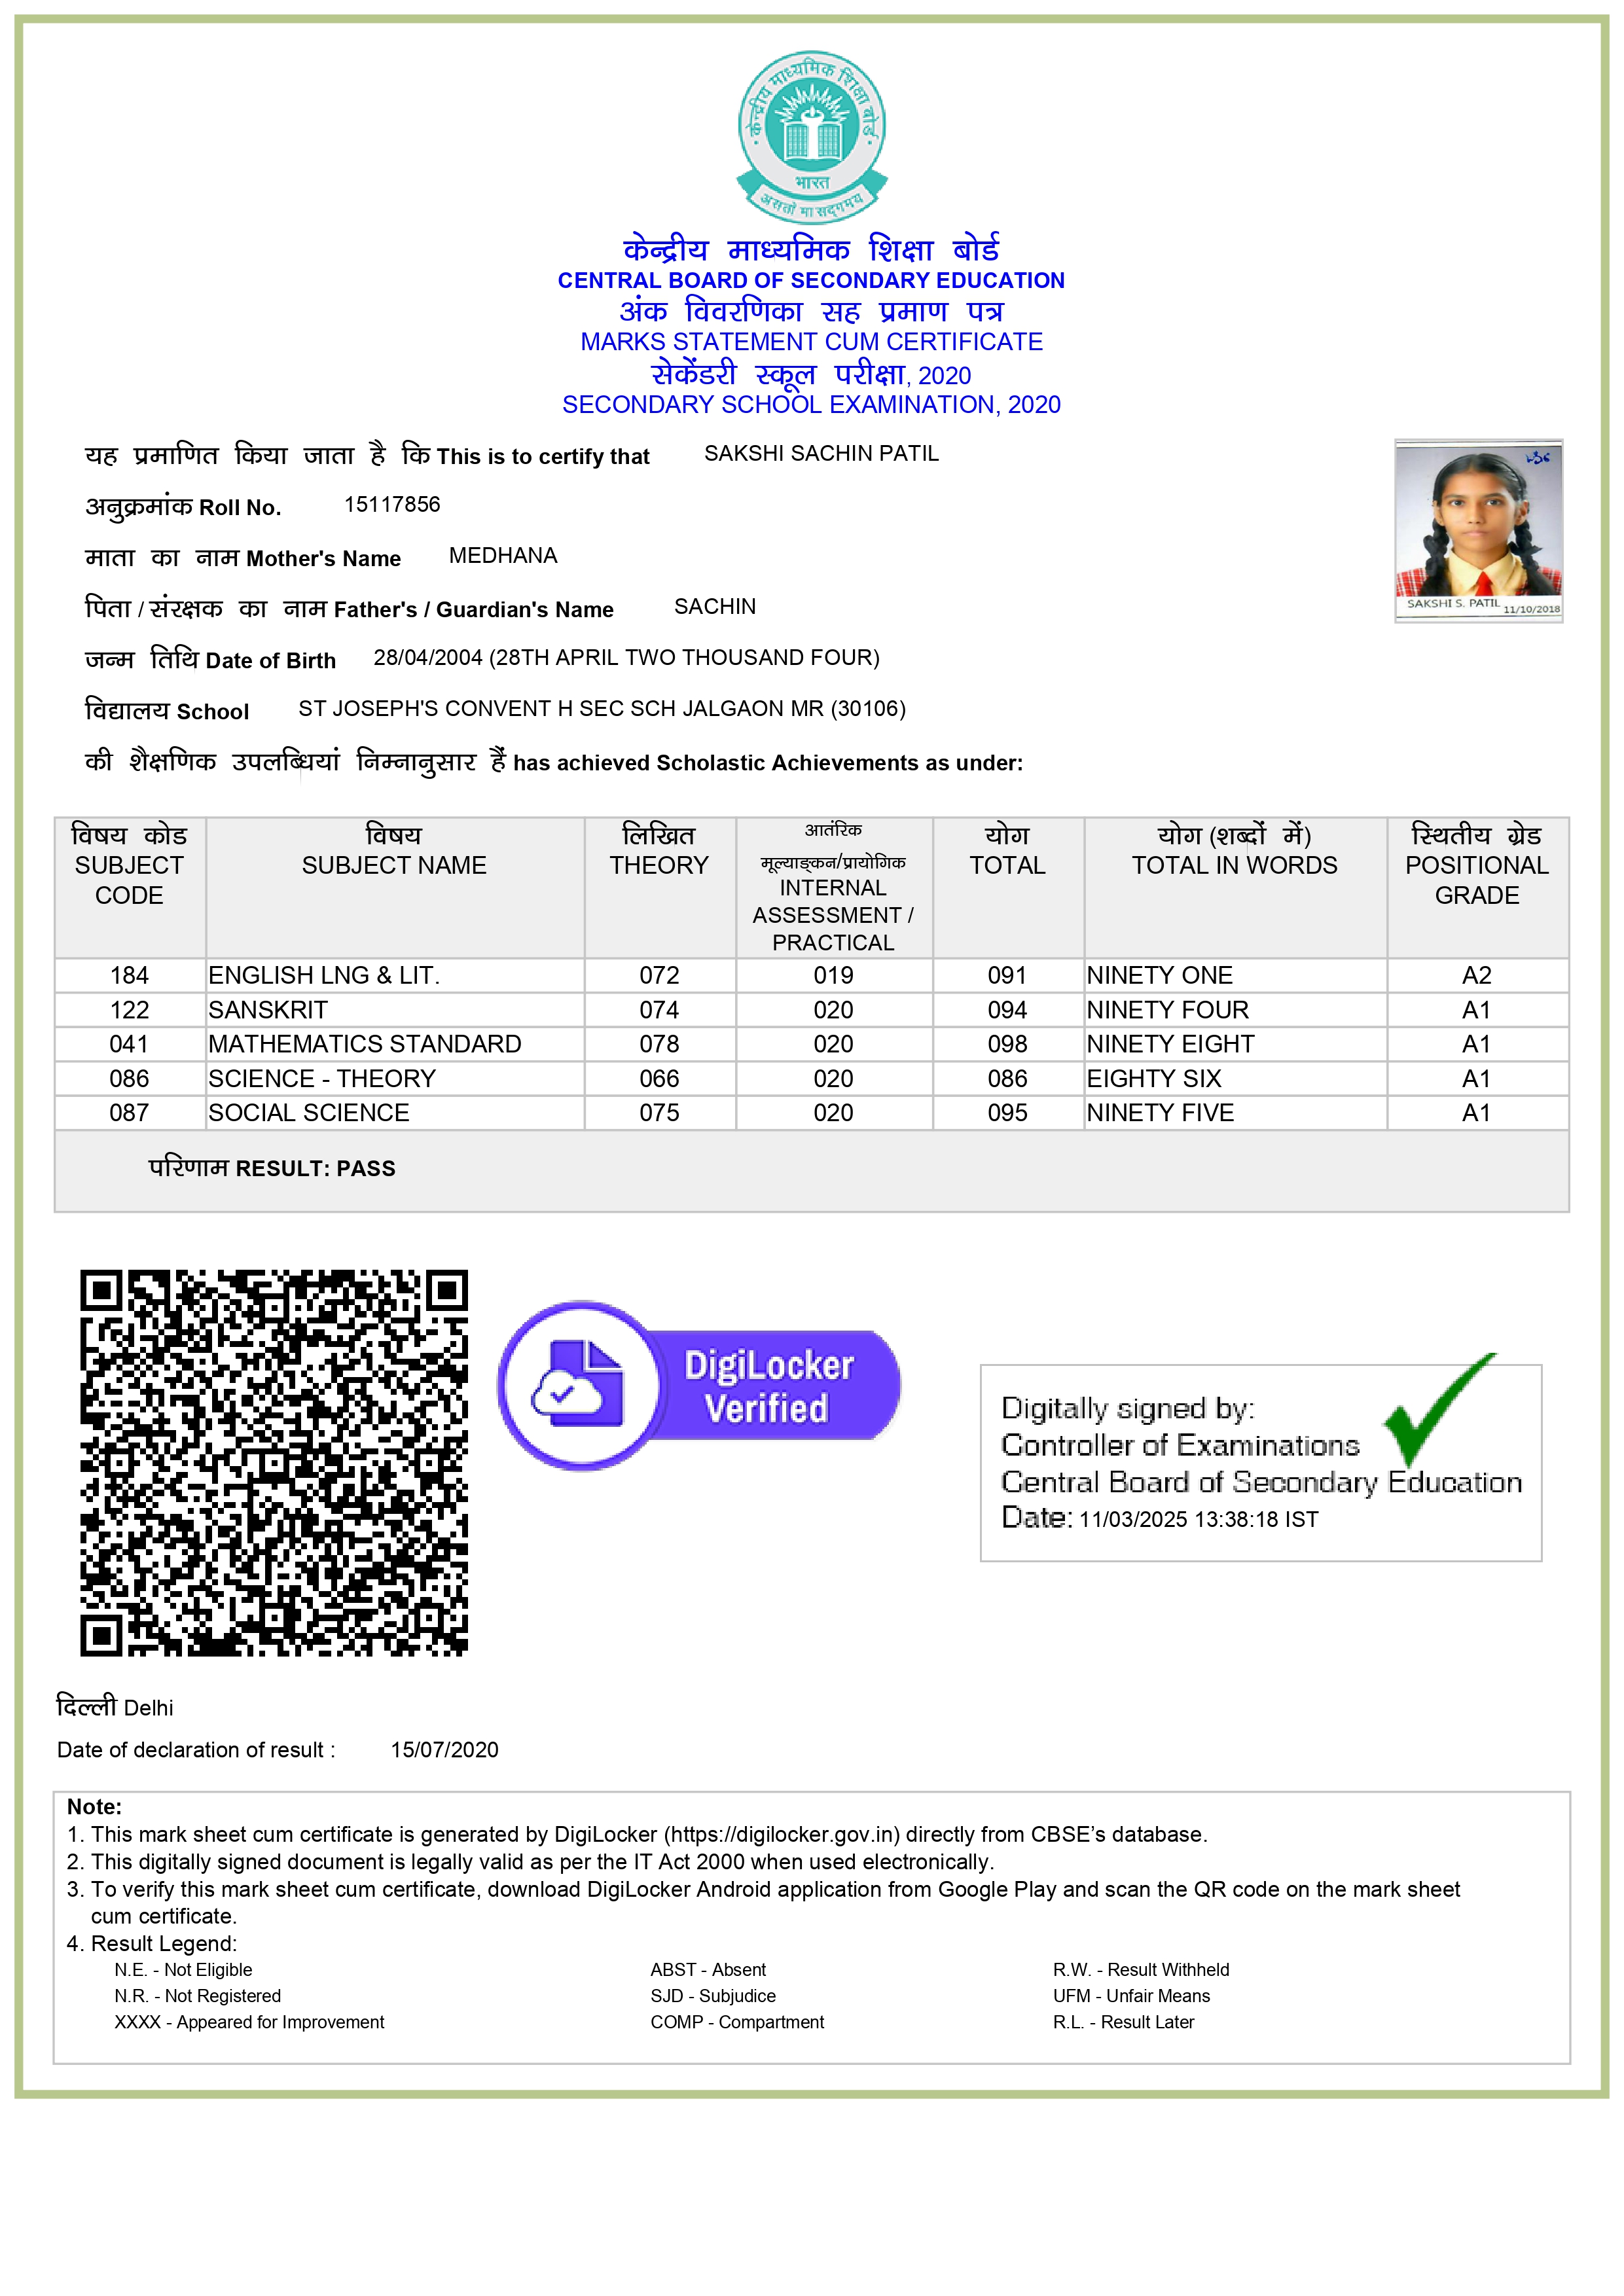 केन्द्रीय माध्यमिक शिक्षा बोर्ड
भारत
असतो मा सद्गमय
केन्द्रीय माध्यमिक शिक्षा बोर्ड
CENTRAL BOARD OF SECONDARY EDUCATION
अंक विवरणिका सह प्रमाण पत्र
MARKS STATEMENT CUM CERTIFICATE
सेकेंडरी स्कूल परीक्षा, 2020
SECONDARY SCHOOL EXAMINATION, 2020
यह प्रमाणित किया जाता है कि This is to certify that SAKSHI SACHIN PATIL
अनुक्रमांक Roll No. 15117856
माता का नाम Mother's Name MEDHANA
पिता / संरक्षक का नाम Father's / Guardian's Name SACHIN
जन्म तिथि Date of Birth 28/04/2004 (28TH APRIL TWO THOUSAND FOUR)
विद्यालय School ST JOSEPH'S CONVENT H SEC SCH JALGAON MR (30106)
की शैक्षणिक उपलब्धियां निम्नानुसार हैं has achieved Scholastic Achievements as under:
SAKSHI S. PATIL 11/10/2018
विषय कोड SUBJECT CODE विषय SUBJECT NAME लिखित THEORY आतंरिक मूल्याङ्कन/प्रायोगिक INTERNAL ASSESSMENT / PRACTICAL योग TOTAL योग (शब्दों में) TOTAL IN WORDS स्थितीय ग्रेड POSITIONAL GRADE
184 ENGLISH LNG & LIT. 072 019 091 NINETY ONE A2
122 SANSKRIT 074 020 094 NINETY FOUR A1
041 MATHEMATICS STANDARD 078 020 098 NINETY EIGHT A1
086 SCIENCE - THEORY 066 020 086 EIGHTY SIX A1
087 SOCIAL SCIENCE 075 020 095 NINETY FIVE A1
परिणाम RESULT: PASS
DigiLocker
Verified
Digitally signed by:
Controller of Examinations
Central Board of Secondary Education
Date: 11/03/2025 13:38:18 IST
दिल्ली Delhi
Date of declaration of result : 15/07/2020
Note:
1. This mark sheet cum certificate is generated by DigiLocker (https://digilocker.gov.in) directly from CBSE’s database.
2. This digitally signed document is legally valid as per the IT Act 2000 when used electronically.
3. To verify this mark sheet cum certificate, download DigiLocker Android application from Google Play and scan the QR code on the mark sheet
cum certificate.
4. Result Legend:
N.E. - Not Eligible ABST - Absent R.W. - Result Withheld
N.R. - Not Registered SJD - Subjudice UFM - Unfair Means
XXXX - Appeared for Improvement COMP - Compartment R.L. - Result Later